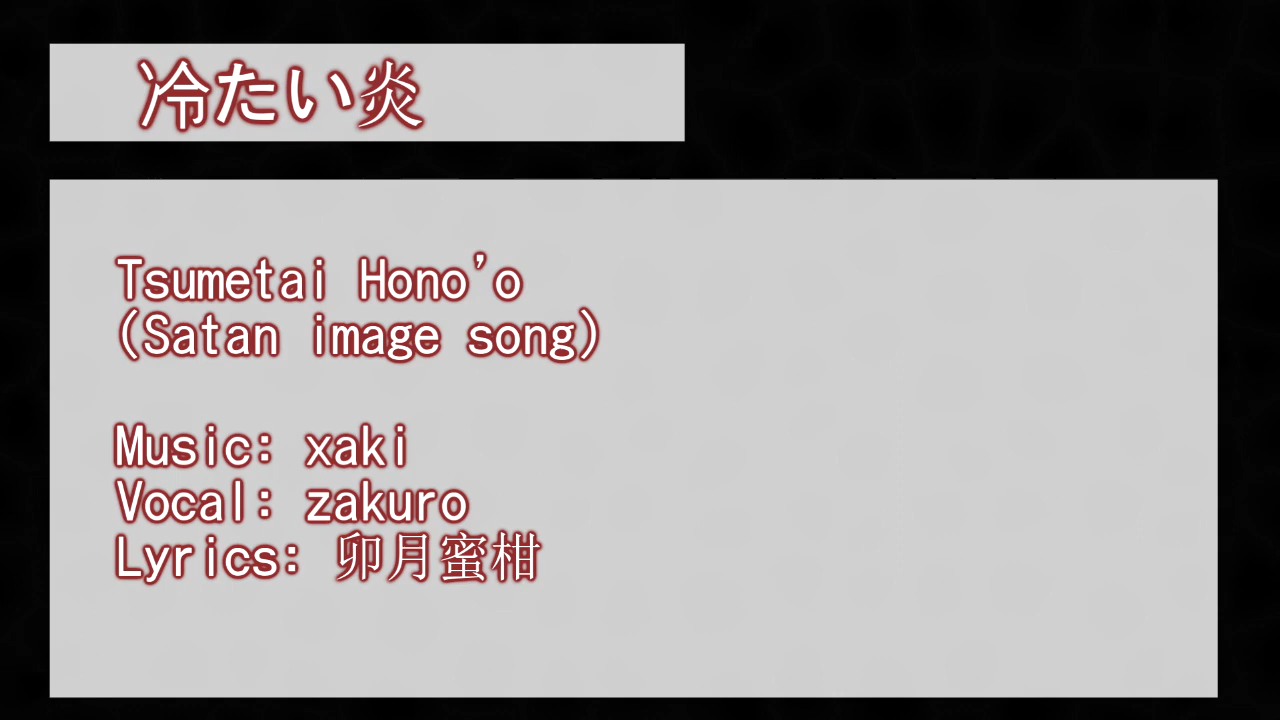 冷たい炎
Tsumetai Hono'o
(Satan image song)
Music: xaki
Vocal: zakuro
Lyrics: 卯月蜜柑